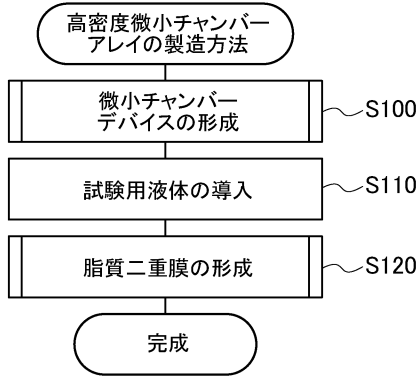 高密度微小チャンバー
アレイの製造方法
微小チャンバー
デバイスの形成
S100
試験用液体の導入
S110
脂質二重膜の形成
S120
完成